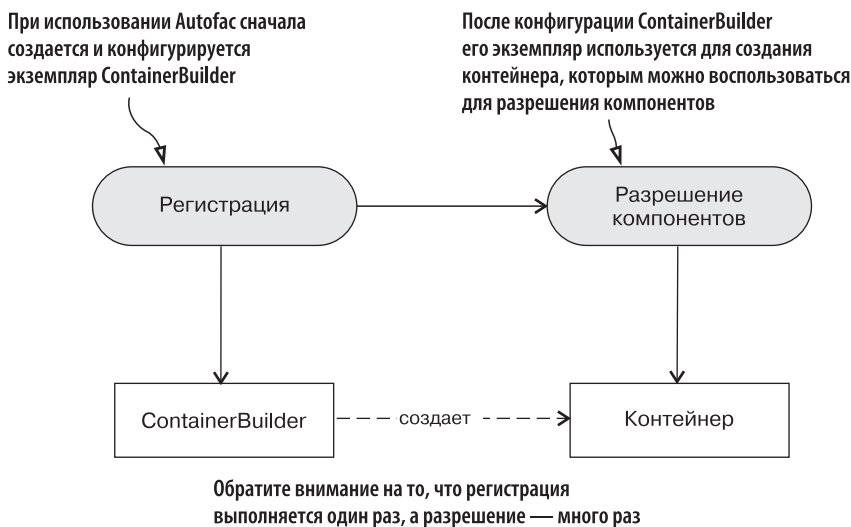 При использовании Autofac сначала
создается и конфигурируется
экземпляр ContainerBuilder
После конфигурации ContainerBuilder
его экземпляр используется для создания
контейнера, которым можно воспользоваться
для разрешения компонентов
Регистрация
Разрешение
компонентов
ContainerBuilder
создает
Контейнер
Обратите внимание на то, что регистрация
выполняется один раз, а разрешение — много раз